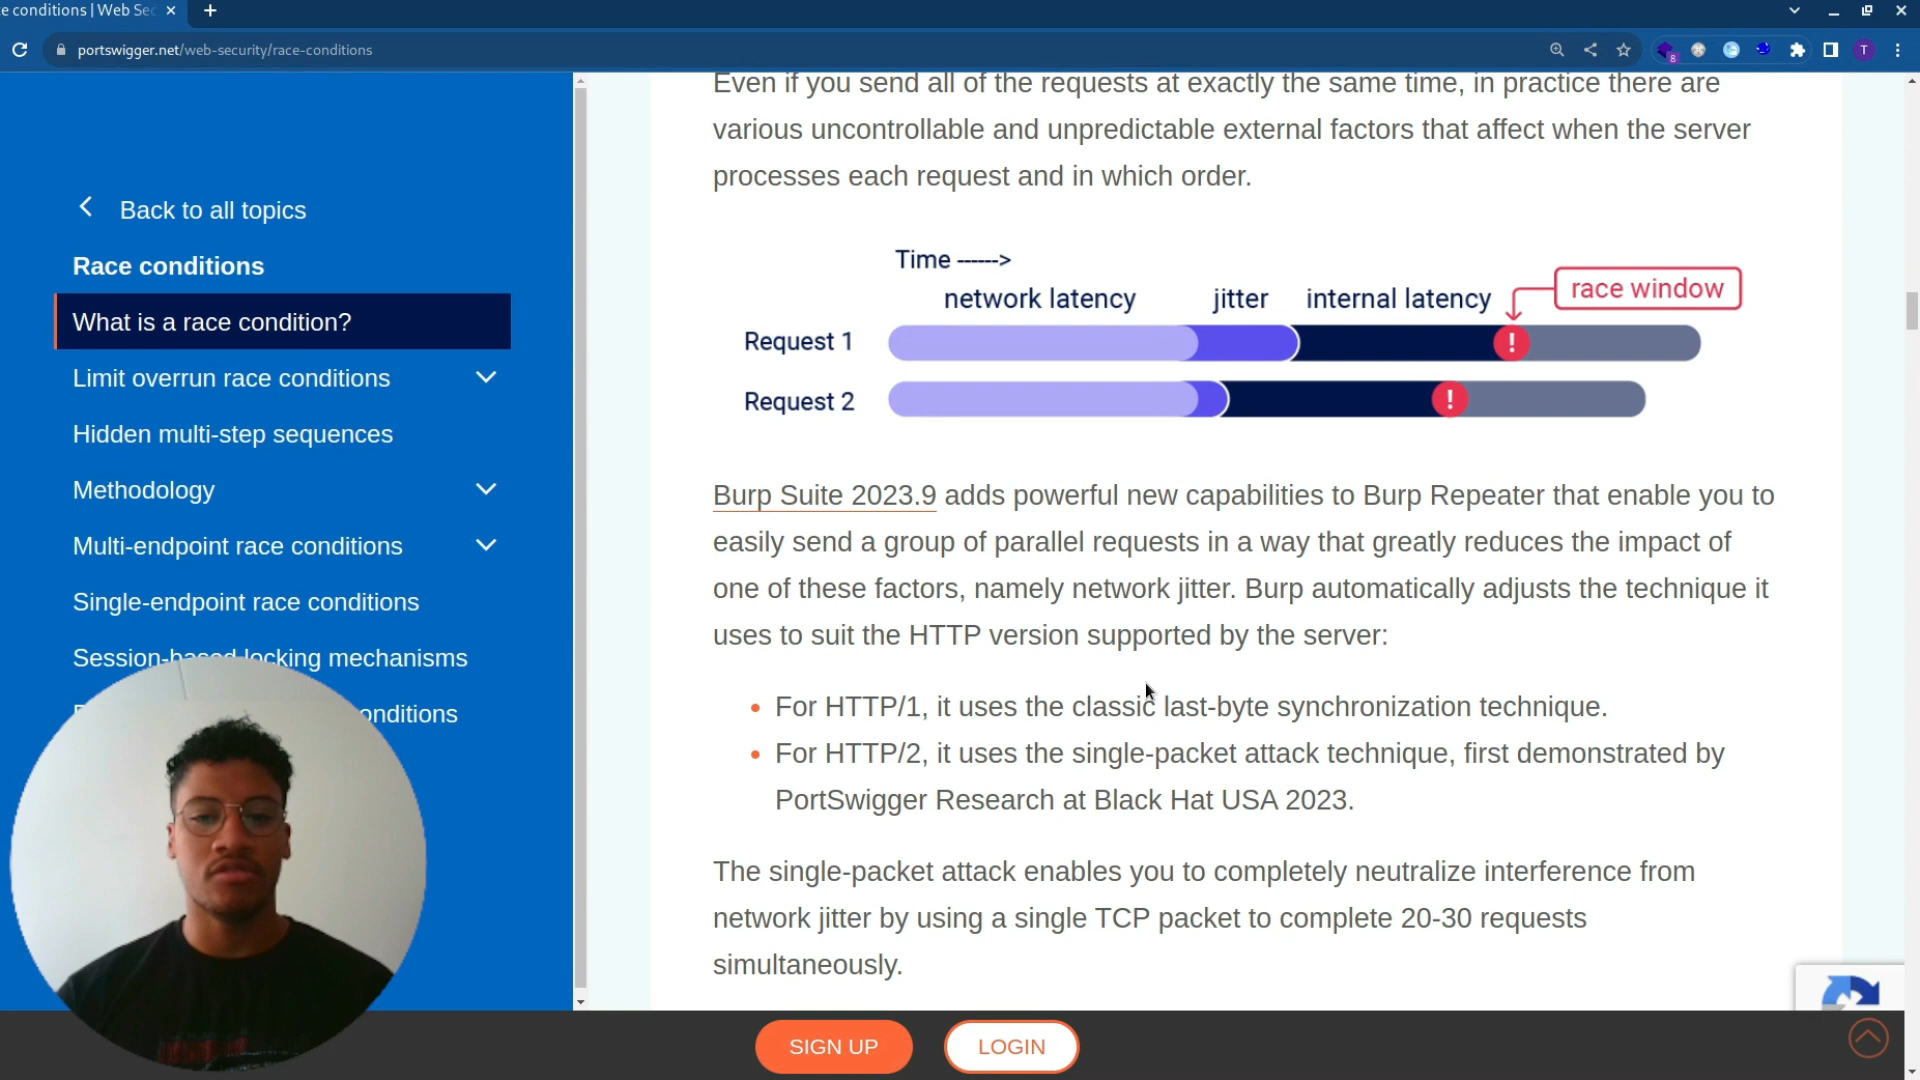 e conditions | Web Sec
portswigger.net/web-security/race-conditions
8
T
Back to all topics
Race conditions
What is a race condition?
Limit overrun race conditions
Hidden multi-step sequences
Methodology
Multi-endpoint race conditions
Single-endpoint race conditions
Session-based locking mechanisms
onditions
Even if you send all of the requests at exactly the same time, in practice there are
various uncontrollable and unpredictable external factors that affect when the server
processes each request and in which order.
Time ------>
network latency jitter internal latency race window
Request 1 !
Request 2 !
Burp Suite 2023.9 adds powerful new capabilities to Burp Repeater that enable you to
easily send a group of parallel requests in a way that greatly reduces the impact of
one of these factors, namely network jitter. Burp automatically adjusts the technique it
uses to suit the HTTP version supported by the server:
• For HTTP/1, it uses the classic last-byte synchronization technique.
• For HTTP/2, it uses the single-packet attack technique, first demonstrated by
PortSwigger Research at Black Hat USA 2023.
The single-packet attack enables you to completely neutralize interference from
network jitter by using a single TCP packet to complete 20-30 requests
simultaneously.
SIGN UP LOGIN